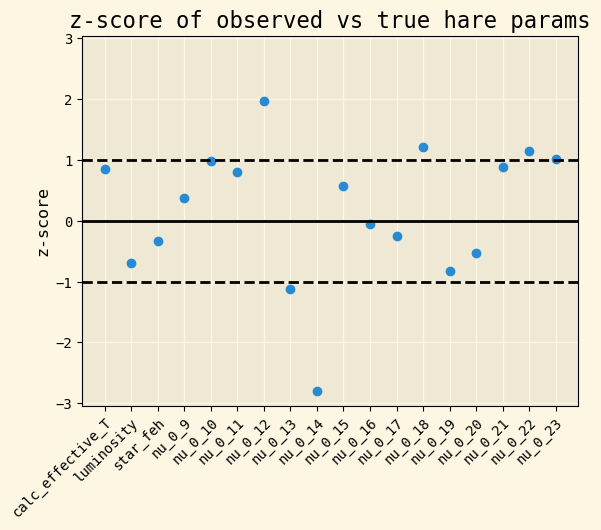 z-score of observed vs true hare params
z-score
3
2
1
0
−1
−2
−3
calc_effective_T
luminosity
star_feh
nu_0_9
nu_0_10
nu_0_11
nu_0_12
nu_0_13
nu_0_14
nu_0_15
nu_0_16
nu_0_17
nu_0_18
nu_0_19
nu_0_20
nu_0_21
nu_0_22
nu_0_23